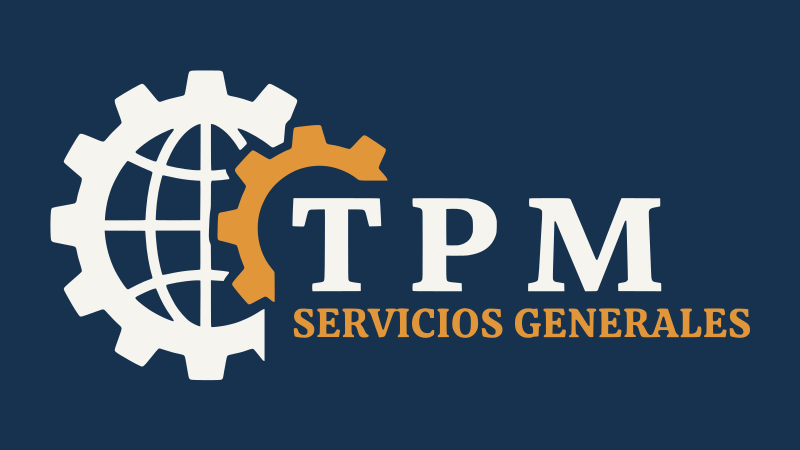 TPM
SERVICIOS GENERALES